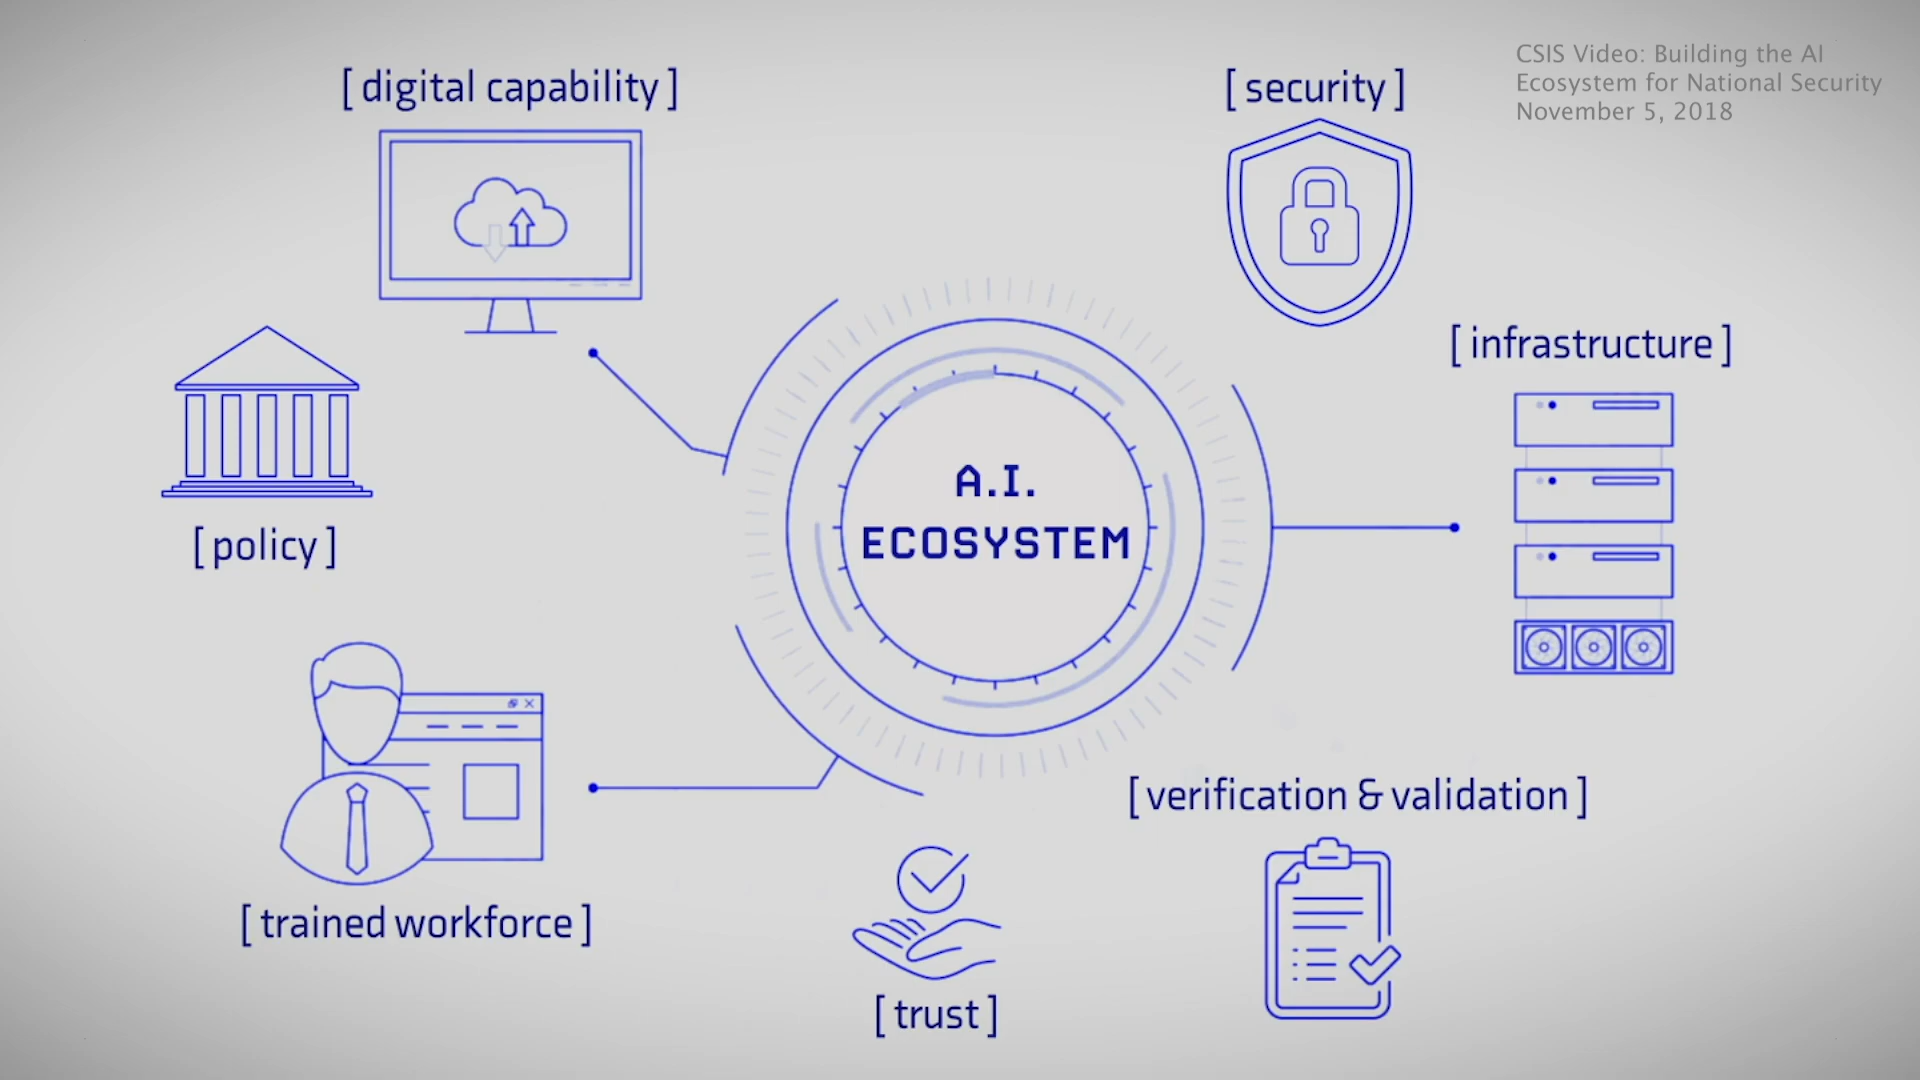 [ digital capability ]
[ security ]
CSIS Video: Building the AI
Ecosystem for National Security
November 5, 2018
[ infrastructure ]
A.I.
ECOSYSTEM
[ policy ]
[ verification & validation ]
[ trained workforce ]
[ trust ]